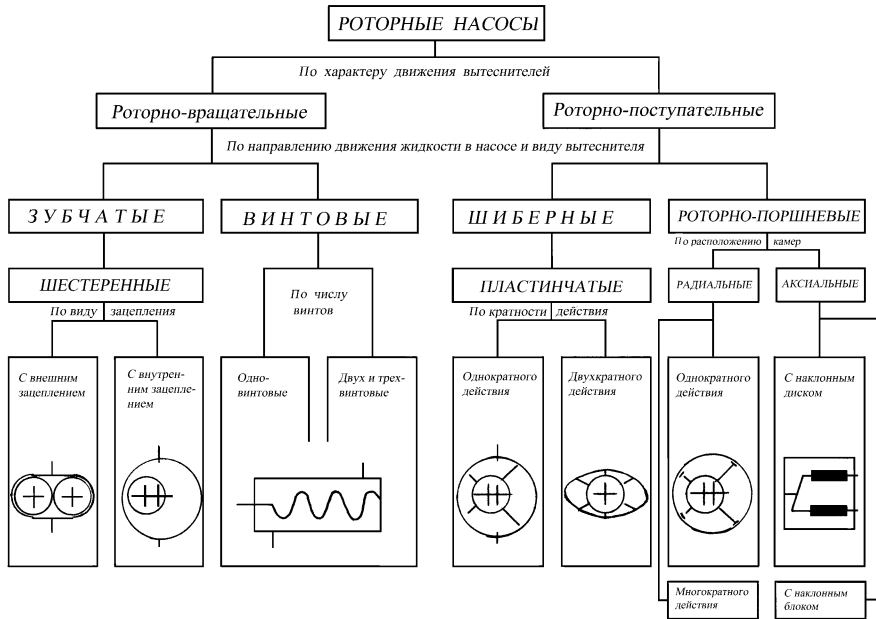 РОТОРНЫЕ НАСОСЫ
По характеру движения вытеснителей
Роторно-вращательные
Роторно-поступательные
По направлению движения жидкости в насосе и виду вытеснителя
ЗУБЧАТЫЕ
ВИНТОВЫЕ
ШИБЕРНЫЕ
РОТОРНО-ПОРШНЕВЫЕ
По расположению камер
ШЕСТЕРЕННЫЕ
ПЛАСТИНЧАТЫЕ
РАДИАЛЬНЫЕ
АКСИАЛЬНЫЕ
По виду зацепления
По числу
винтов
По кратности действия
С внешним
зацеплением
С внутрен-
ним зацепле-
нием
Одно-
винтовые
Двух и трех-
винтовые
Однократного
действия
Двухкратного
действия
Однократного
действия
С наклонным
диском
Многократного
действия
С наклонным
блоком